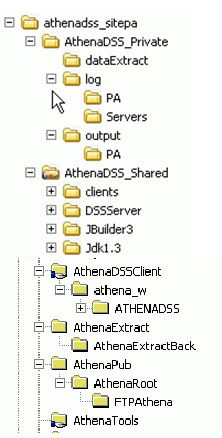 athenadss_sitepa
AthenaDSS_Private
dataExtract
log
PA
Servers
output
PA
AthenaDSS_Shared
clients
DSSServer
JBuilder3
Jdk1.3
AthenaDSSClient
athena_w
ATHENADSS
AthenaExtract
AthenaExtractBack
AthenaPub
AthenaRoot
FTPAthena
AthenaTools